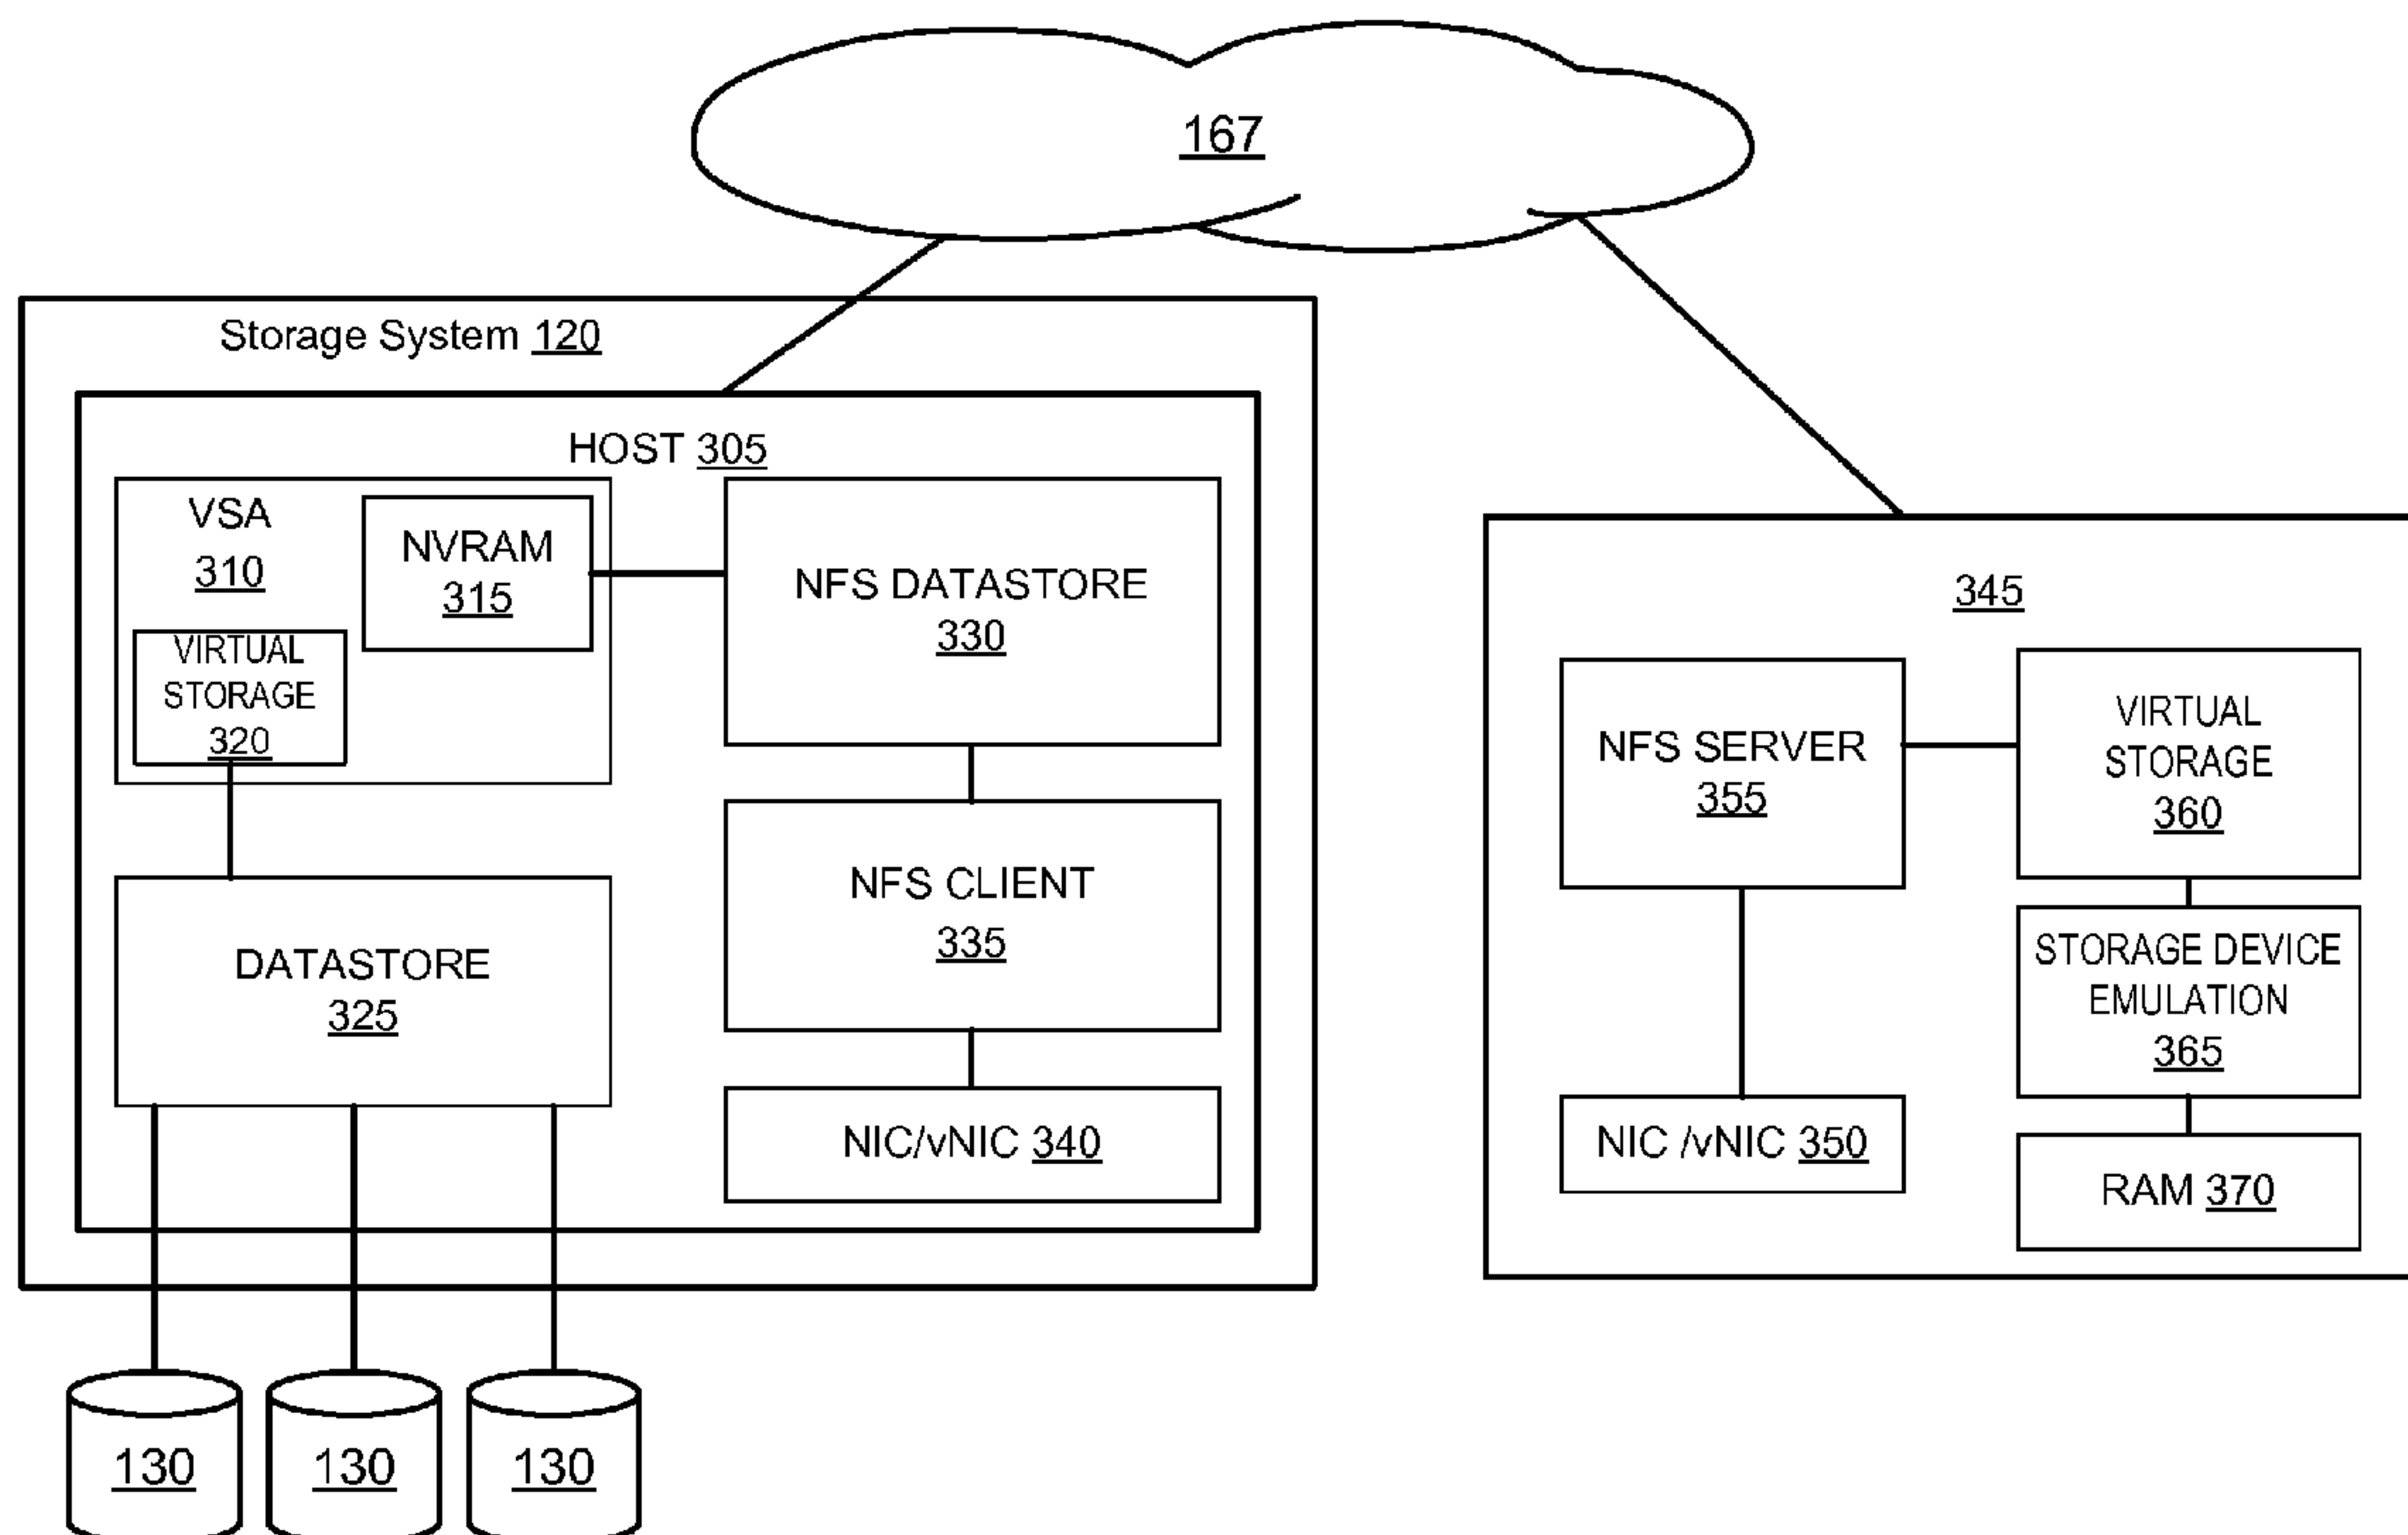 167
Storage System 120
HOST 305
VSA
310
NVRAM
315
VIRTUAL
STORAGE
320
NFS DATASTORE
330
DATASTORE
325
NFS CLIENT
335
NIC/vNIC 340
130
130
130
345
NFS SERVER
355
VIRTUAL
STORAGE
360
STORAGE DEVICE
EMULATION
365
NIC /vNIC 350
RAM 370